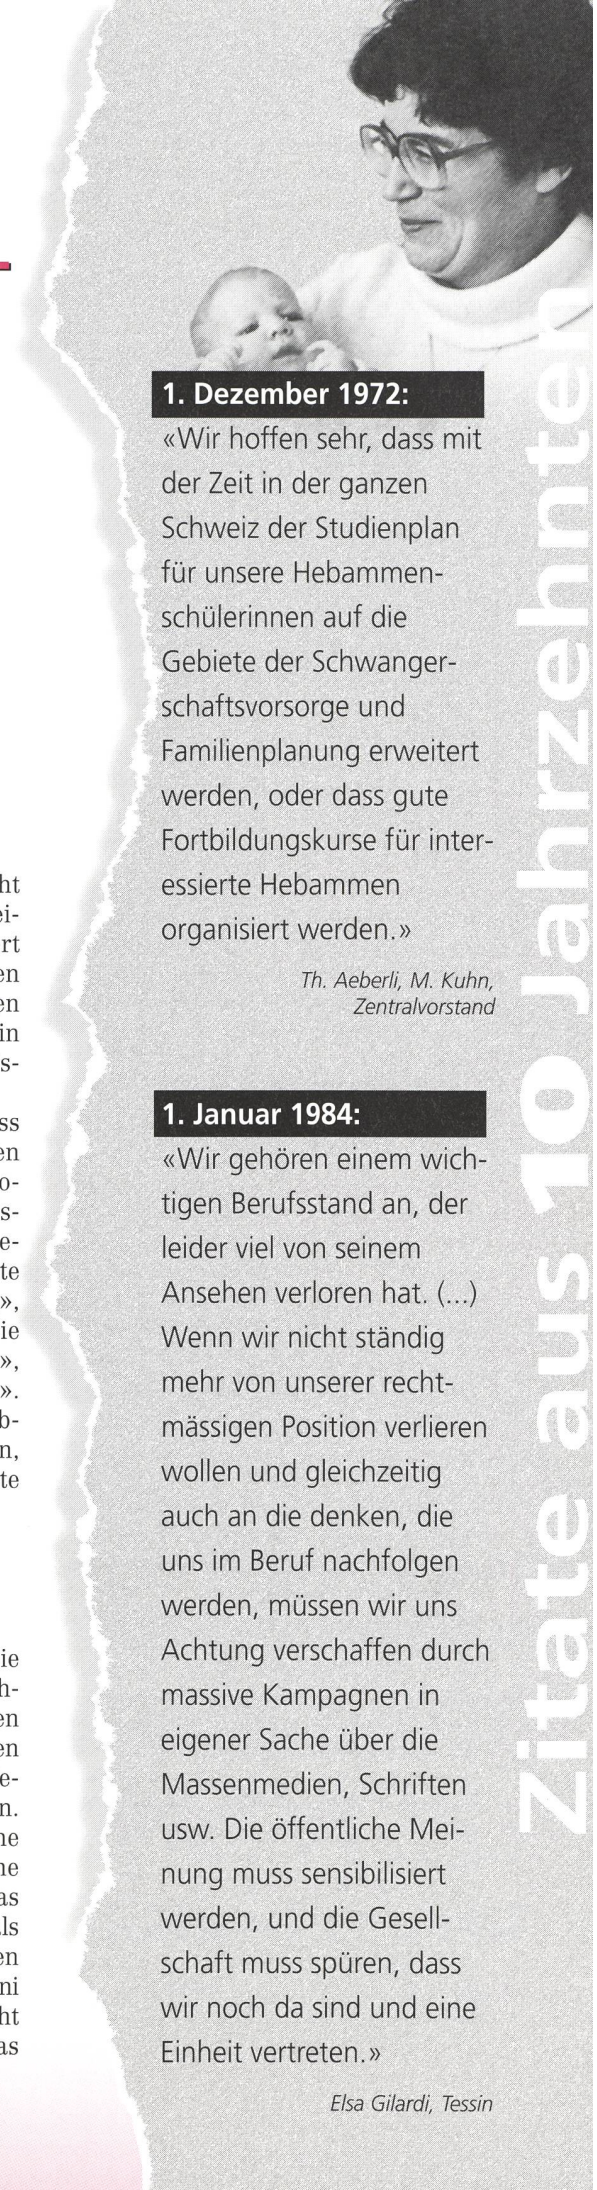 1. Dezember 1972:
«Wir hoffen sehr, dass mit
der Zeit in der ganzen
Schweiz der Studienplan
für unsere Hebammen-
schülerinnen auf die
Gebiete der Schwanger-
schaftsvorsorge und
Familienplanung erweitert
werden, oder dass gute
Fortbildungskurse für inter-
essierte Hebammen
organisiert werden.»
Th. Aeberli, M. Kuhn,
Zentralvorstand
1. Januar 1984:
«Wir gehören einem wich-
tigen Berufsstand an, der
leider viel von seinem
Ansehen verloren hat. (...)
Wenn wir nicht ständig
mehr von unserer recht-
mässigen Position verlieren
wollen und gleichzeitig
auch an die denken, die
uns im Beruf nachfolgen
werden, müssen wir uns
Achtung verschaffen durch
massive Kampagnen in
eigener Sache über die
Massenmedien, Schriften
usw. Die öffentliche Mei-
nung muss sensibilisiert
werden, und die Gesell-
schaft muss spüren, dass
wir noch da sind und eine
Einheit vertreten.»
Elsa Gilardi, Tessin
Zitate aus 10 Jahrzehnten